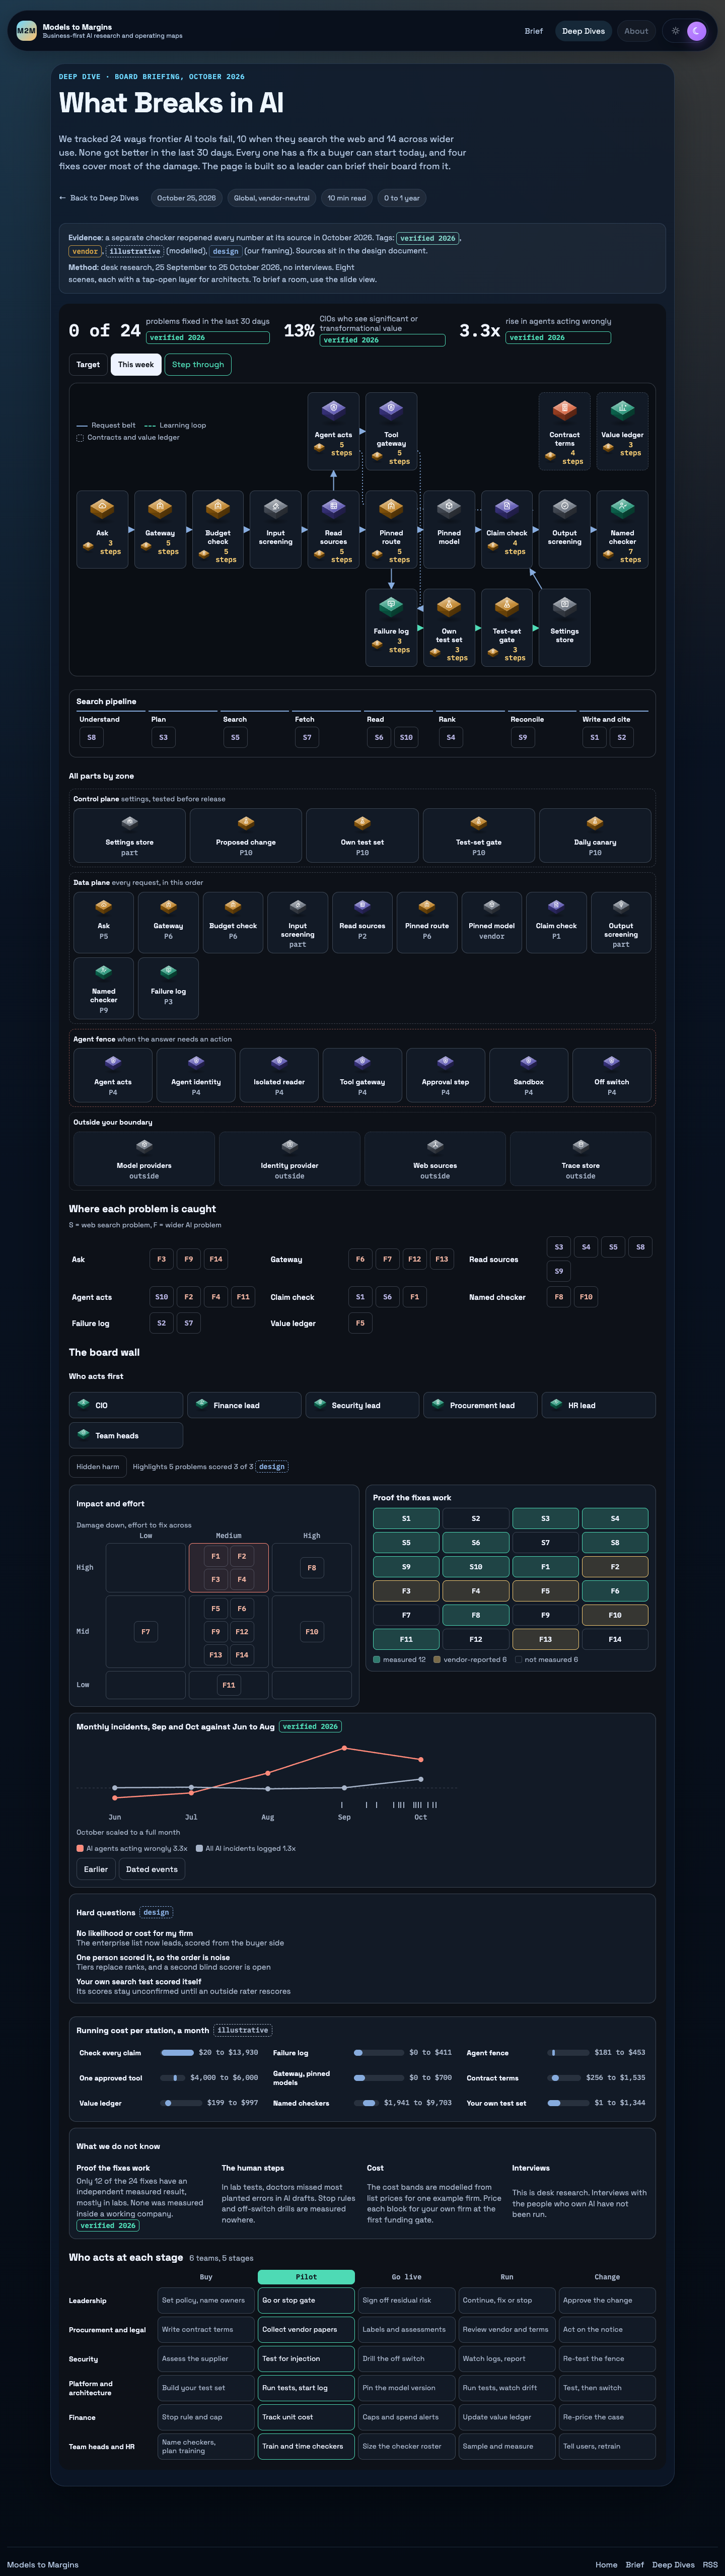 M2M
Models to Margins
Business-first AI research and operating maps
Brief
Deep Dives
About
DEEP DIVE · BOARD BRIEFING, OCTOBER 2026
What Breaks in AI
We tracked 24 ways frontier AI tools fail, 10 when they search the web and 14 across wider
use. None got better in the last 30 days. Every one has a fix a buyer can start today, and four
fixes cover most of the damage. The page is built so a leader can brief their board from it.
← Back to Deep Dives
October 25, 2026
Global, vendor-neutral
10 min read
0 to 1 year
Evidence: a separate checker reopened every number at its source in October 2026. Tags: verified 2026,
vendor, illustrative (modelled), design (our framing). Sources sit in the design document.
Method: desk research, 25 September to 25 October 2026, no interviews. Eight
scenes, each with a tap-open layer for architects. To brief a room, use the slide view.
0 of 24
problems fixed in the last 30 days
verified 2026
13%
CIOs who see significant or
transformational value
verified 2026
3.3x
rise in agents acting wrongly
verified 2026
Target
This week
Step through
Request belt
Learning loop
Contracts and value ledger
Agent acts
5
steps
Tool
gateway
5
steps
Contract
terms
4
steps
Value ledger
3
steps
Ask
3
steps
Gateway
5
steps
Budget
check
5
steps
Input
screening
Read
sources
5
steps
Pinned
route
5
steps
Pinned
model
Claim check
4
steps
Output
screening
Named
checker
7
steps
Failure log
3
steps
Own
test set
3
steps
Test-set
gate
3
steps
Settings
store
Search pipeline
Understand
S8
Plan
S3
Search
S5
Fetch
S7
Read
S6
S10
Rank
S4
Reconcile
S9
Write and cite
S1
S2
All parts by zone
Control plane settings, tested before release
Settings store
part
Proposed change
P10
Own test set
P10
Test-set gate
P10
Daily canary
P10
Data plane every request, in this order
Ask
P5
Gateway
P6
Budget check
P6
Input
screening
part
Read sources
P2
Pinned route
P6
Pinned model
vendor
Claim check
P1
Output
screening
part
Named
checker
P9
Failure log
P3
Agent fence when the answer needs an action
Agent acts
P4
Agent identity
P4
Isolated reader
P4
Tool gateway
P4
Approval step
P4
Sandbox
P4
Off switch
P4
Outside your boundary
Model providers
outside
Identity provider
outside
Web sources
outside
Trace store
outside
Where each problem is caught
S = web search problem, F = wider AI problem
Ask
F3
F9
F14
Gateway
F6
F7
F12
F13
Read sources
S3
S4
S5
S8
S9
Agent acts
S10
F2
F4
F11
Claim check
S1
S6
F1
Named checker
F8
F10
Failure log
S2
S7
Value ledger
F5
The board wall
Who acts first
CIO
Finance lead
Security lead
Procurement lead
HR lead
Team heads
Hidden harm
Highlights 5 problems scored 3 of 3 design
Impact and effort
Damage down, effort to fix across
Low
Medium
High
High
F1
F2
F3
F4
F8
Mid
F7
F5
F6
F9
F12
F13
F14
F10
Low
F11
Proof the fixes work
S1
S2
S3
S4
S5
S6
S7
S8
S9
S10
F1
F2
F3
F4
F5
F6
F7
F8
F9
F10
F11
F12
F13
F14
measured 12
vendor-reported 6
not measured 6
Monthly incidents, Sep and Oct against Jun to Aug verified 2026
Jun
Jul
Aug
Sep
Oct
October scaled to a full month
AI agents acting wrongly 3.3x
All AI incidents logged 1.3x
Earlier
Dated events
Hard questions design
No likelihood or cost for my firm
The enterprise list now leads, scored from the buyer side
One person scored it, so the order is noise
Tiers replace ranks, and a second blind scorer is open
Your own search test scored itself
Its scores stay unconfirmed until an outside rater rescores
Running cost per station, a month illustrative
Check every claim
$20 to $13,930
Failure log
$0 to $411
Agent fence
$181 to $453
One approved tool
$4,000 to $6,000
Gateway, pinned
models
$0 to $700
Contract terms
$256 to $1,535
Value ledger
$199 to $997
Named checkers
$1,941 to $9,703
Your own test set
$1 to $1,344
What we do not know
Proof the fixes work
Only 12 of the 24 fixes have an
independent measured result,
mostly in labs. None was measured
inside a working company.
verified 2026
The human steps
In lab tests, doctors missed most
planted errors in AI drafts. Stop rules
and off-switch drills are measured
nowhere.
Cost
The cost bands are modelled from
list prices for one example firm. Price
each block for your own firm at the
first funding gate.
Interviews
This is desk research. Interviews with
the people who own AI have not
been run.
Who acts at each stage 6 teams, 5 stages
Buy
Pilot
Go live
Run
Change
Leadership
Set policy, name owners
Go or stop gate
Sign off residual risk
Continue, fix or stop
Approve the change
Procurement and legal
Write contract terms
Collect vendor papers
Labels and assessments
Review vendor and terms
Act on the notice
Security
Assess the supplier
Test for injection
Drill the off switch
Watch logs, report
Re-test the fence
Platform and
architecture
Build your test set
Run tests, start log
Pin the model version
Run tests, watch drift
Test, then switch
Finance
Stop rule and cap
Track unit cost
Caps and spend alerts
Update value ledger
Re-price the case
Team heads and HR
Name checkers,
plan training
Train and time checkers
Size the checker roster
Sample and measure
Tell users, retrain
Models to Margins
Home
Brief
Deep Dives
RSS